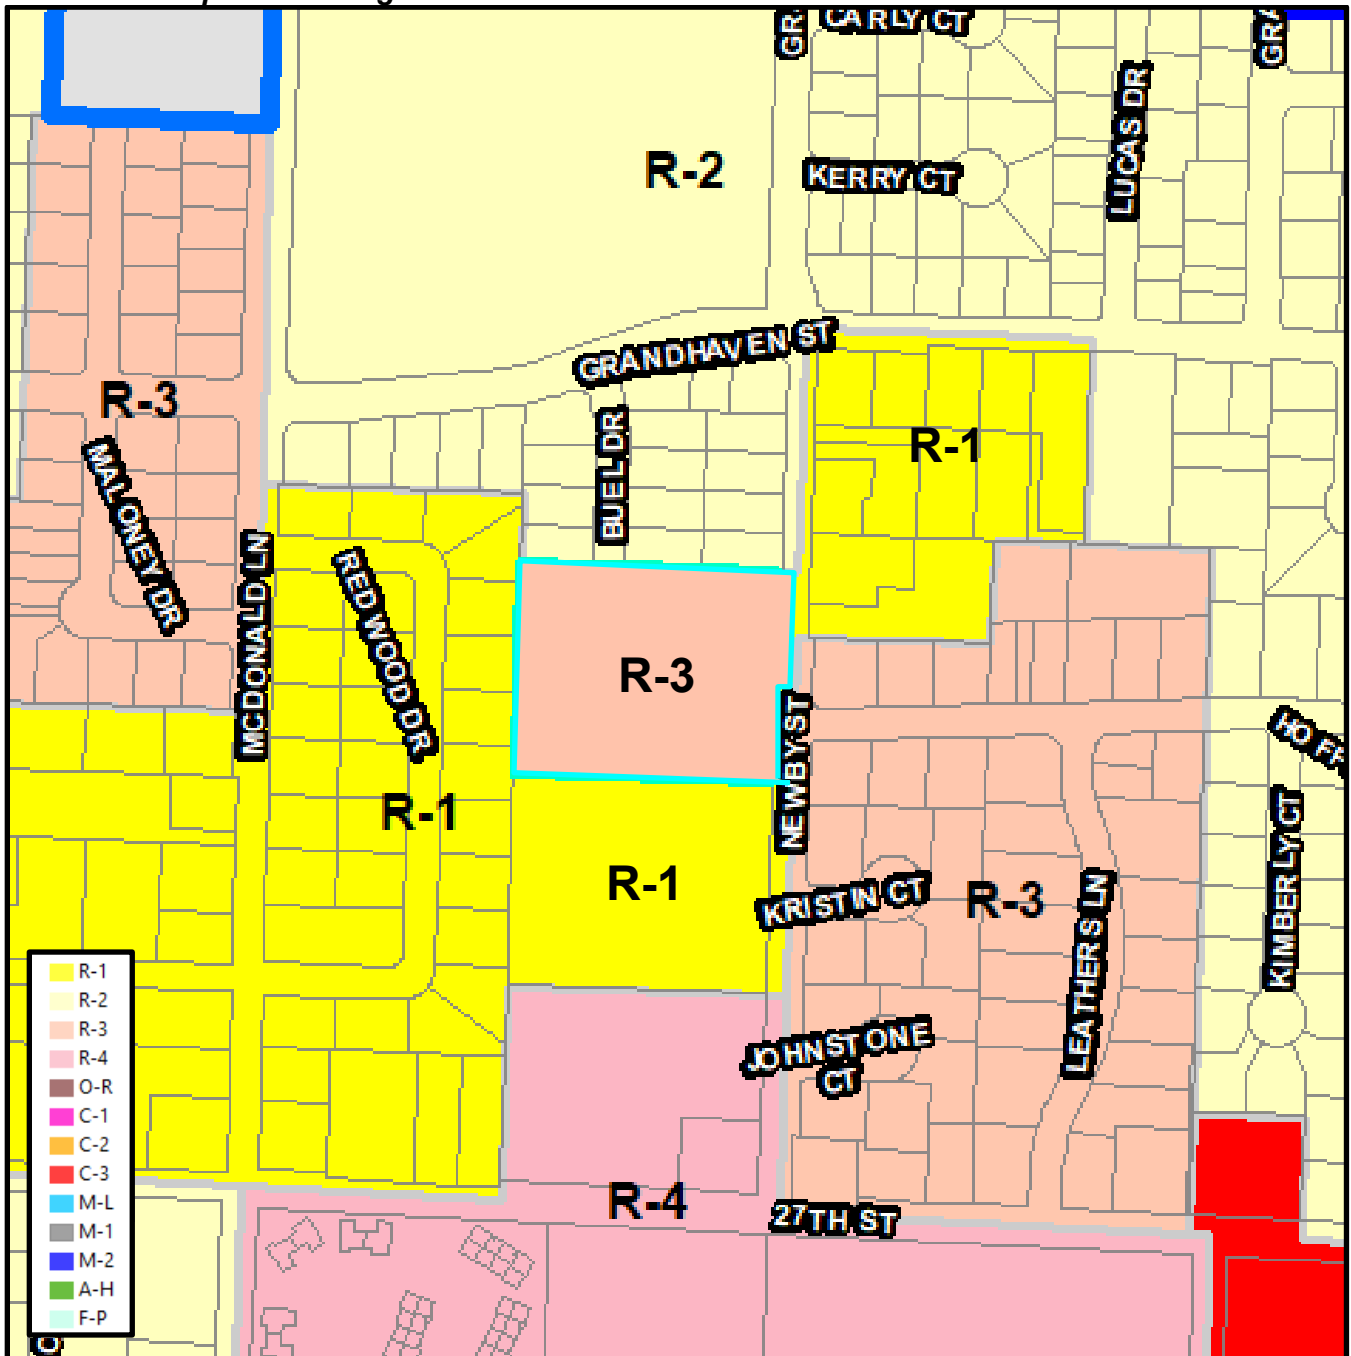 CARLY CT
LUCAS DR
KERRY CT
R-2
GRANDHAVEN ST
R-3
BUEL DR
R-1
MALONEY DR
MCDONALD LN
REDWOOD DR
R-3
NEWBY ST
R-1
R-1
KRISTIN CT
R-3
LEATHERS LN
KIMBERLY CT
JOHNSTONE
CT
R-4
27TH ST
R-1
R-2
R-3
R-4
O-R
C-1
C-2
C-3
M-L
M-1
M-2
A-H
F-P